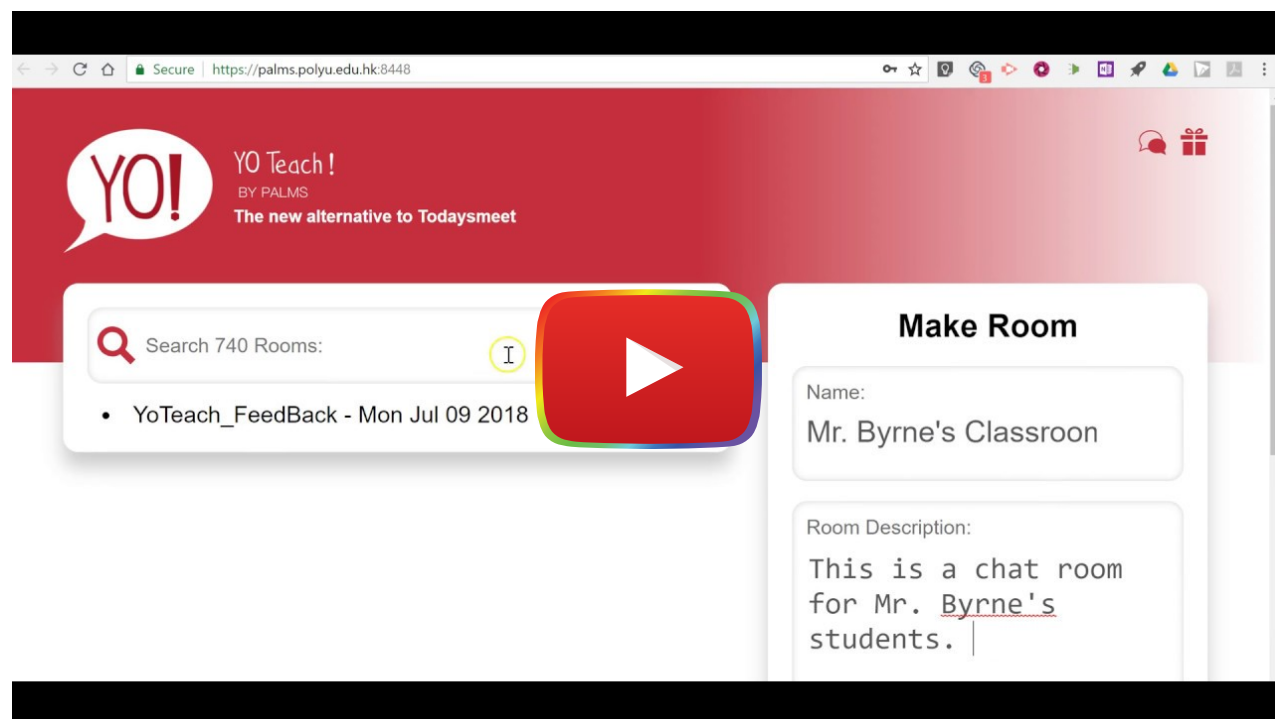 Secure | https://palms.polyu.edu.hk:8448
3
YO!
YO Teach!
BY PALMS
The new alternative to Todaysmeet
Search 740 Rooms:
• YoTeach_FeedBack - Mon Jul 09 2018
Make Room
Name:
Mr. Byrne's Classroon
Room Description:
This is a chat room
for Mr. Byrne's
students.